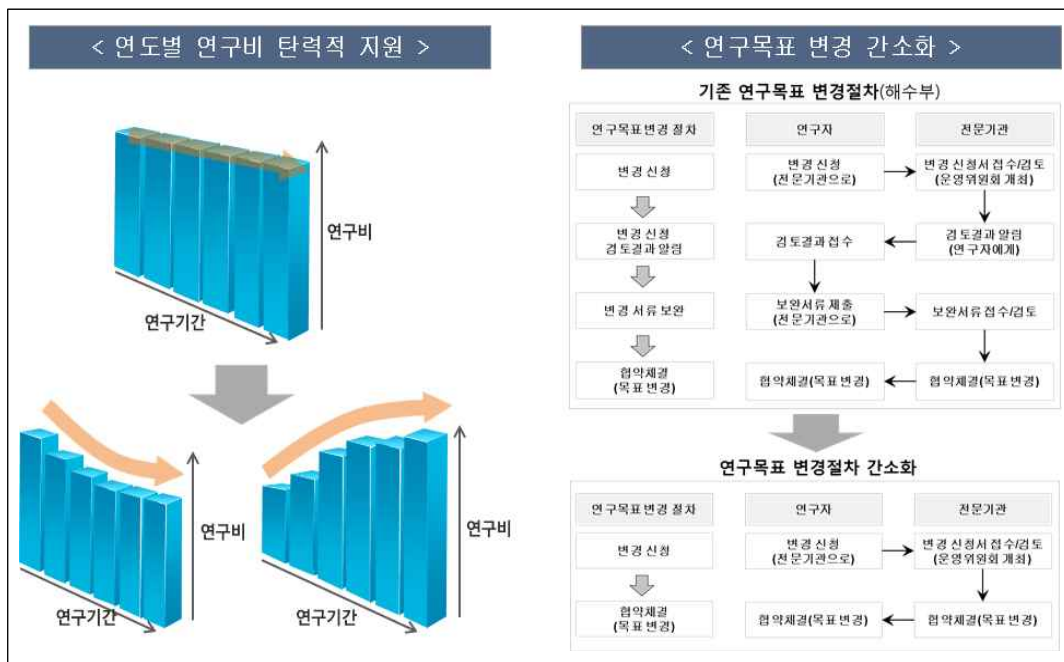 < 연도별 연구비 탄력적 지원 >
연구비
연구기간
연구비
연구기간
연구비
연구기간
< 연구목표 변경 간소화 >
기존 연구목표 변경절차(해수부)
연구목표변경 절차
연구자
전문기관
변경 신청
변경 신청
(전문기관으로)
변경 신청서 접수/검토
(운영위원회 개최)
변경 신청
검토결과 알림
검토결과 접수
검토결과 알림
(연구자에게)
변경 서류 보완
보완서류 제출
(전문기관으로)
보완서류 접수/검토
협약체결
(목표 변경)
협약체결(목표 변경)
협약체결(목표 변경)
연구목표 변경절차 간소화
연구목표변경 절차
연구자
전문기관
변경 신청
변경 신청
(전문기관으로)
변경 신청서 접수/검토
(운영위원회 개최)
협약체결
(목표 변경)
협약체결(목표 변경)
협약체결(목표 변경)